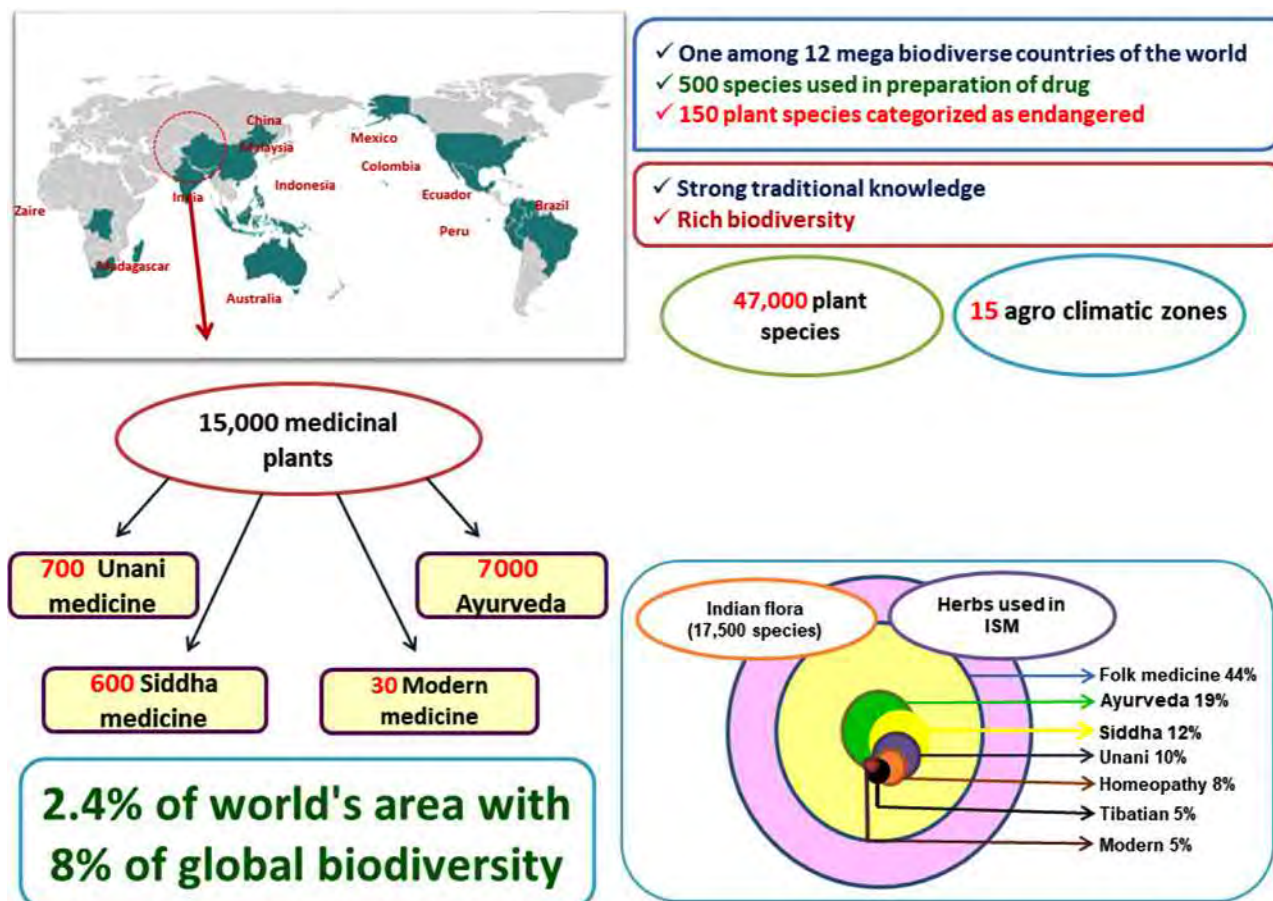 China
Malaysia
Mexico
Colombia
Indonesia
India
Ecuador
Brazil
Zaire
Peru
Madagascar
Australia
✓ One among 12 mega biodiverse countries of the world
✓ 500 species used in preparation of drug
✓ 150 plant species categorized as endangered
✓ Strong traditional knowledge
✓ Rich biodiversity
47,000 plant
species
15 agro climatic zones
15,000 medicinal
plants
700 Unani
medicine
7000
Ayurveda
600 Siddha
medicine
30 Modern
medicine
2.4% of world's area with
8% of global biodiversity
Indian flora
(17,500 species)
Herbs used in
ISM
Folk medicine 44%
Ayurveda 19%
Siddha 12%
Unani 10%
Homeopathy 8%
Tibatian 5%
Modern 5%